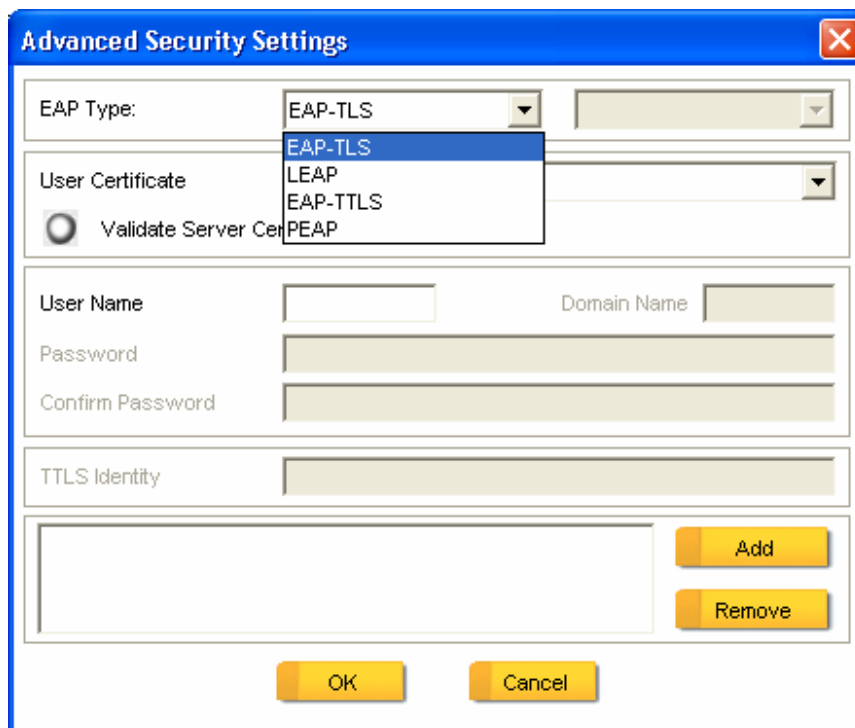 Advanced Security Settings
EAP Type: EAP-TLS
EAP-TLS
LEAP
User Certificate
EAP-TTLS
Validate Server Cer
PEAP
User Name Domain Name
Password
Confirm Password
TTLS Identity
Add
Remove
OK Cancel